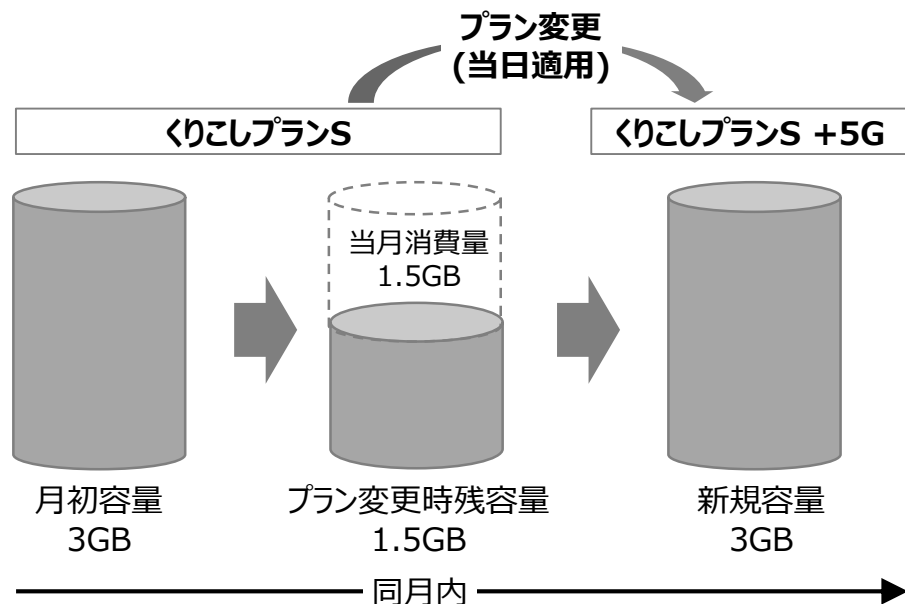 プラン変更
(当日適用)
くりこしプランS
くりこしプランS +5G
当月消費量
1.5GB
月初容量
3GB
プラン変更時残容量
1.5GB
新規容量
3GB
同月内